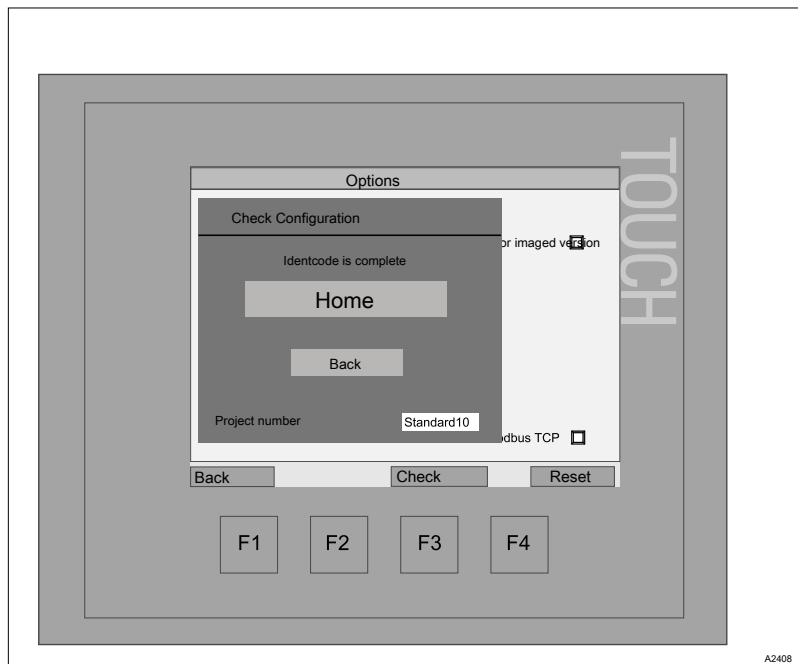 TOUCH
Options
Check Configuration
or imaged version
Identcode is complete
Home
Back
Project number
Standard10
dbus TCP
Back
Check
Reset
F1
F2
F3
F4
A2408